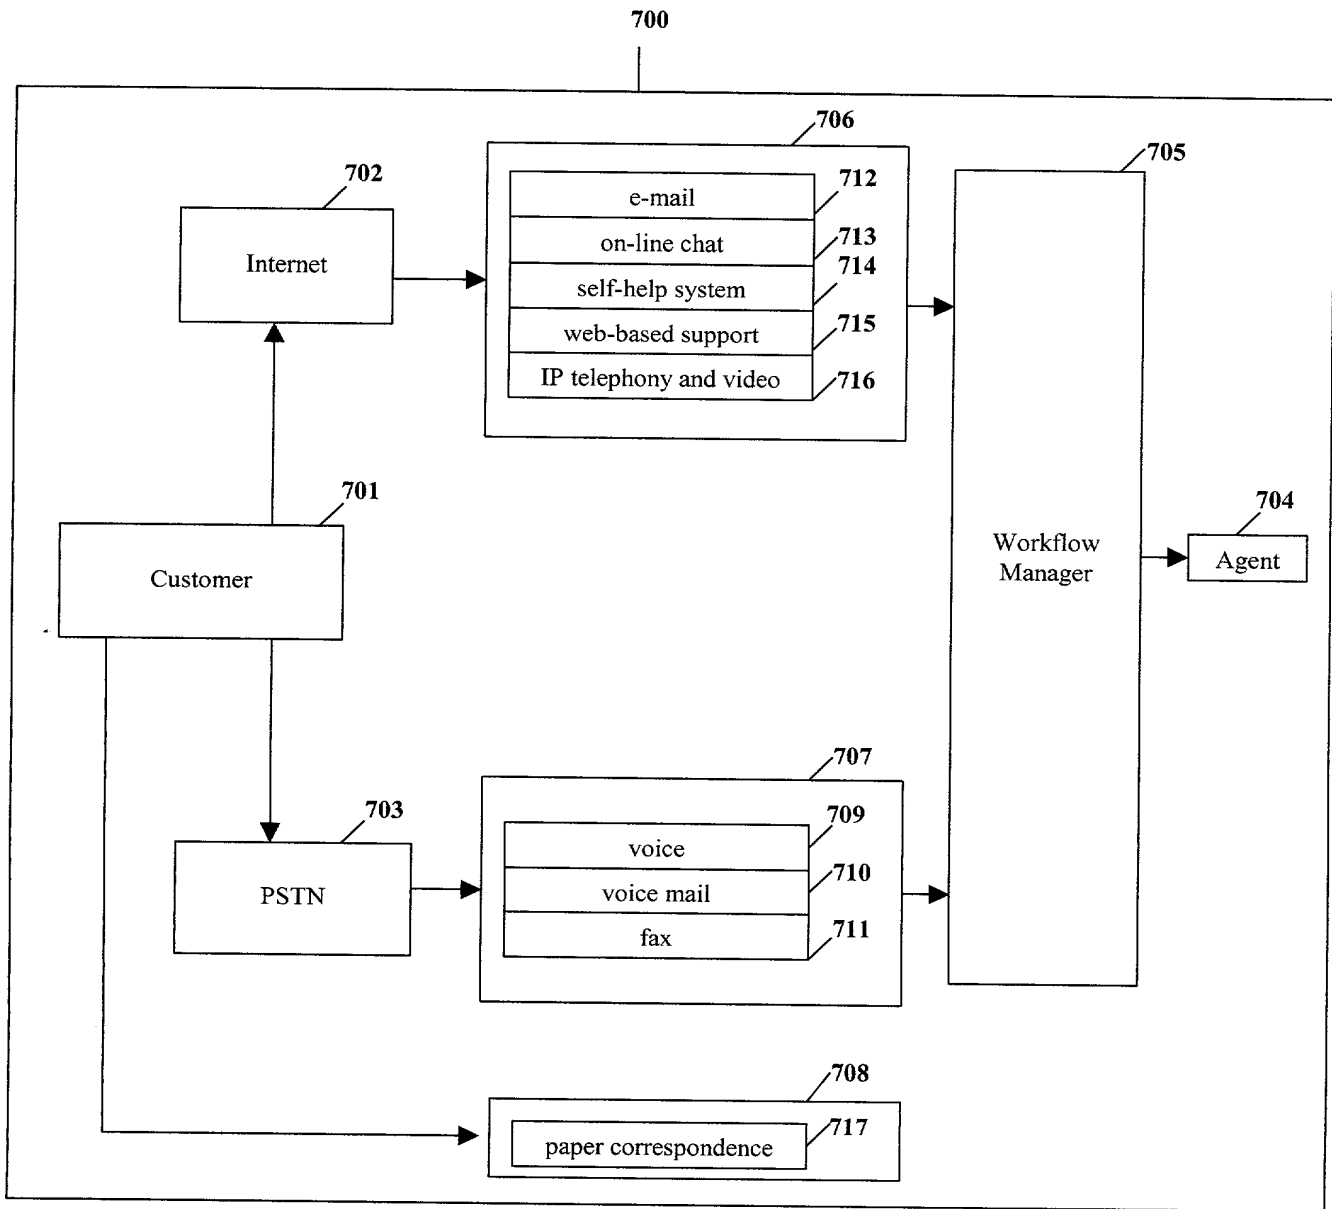 700
706
705
702
e-mail
712
on-line chat
713
Internet
714
self-help system
web-based support
715
IP telephony and video
716
701
704
Customer
Workflow
Manager
Agent
707
703
709
voice
PSTN
voice mail
710
fax
711
708
717
paper correspondence